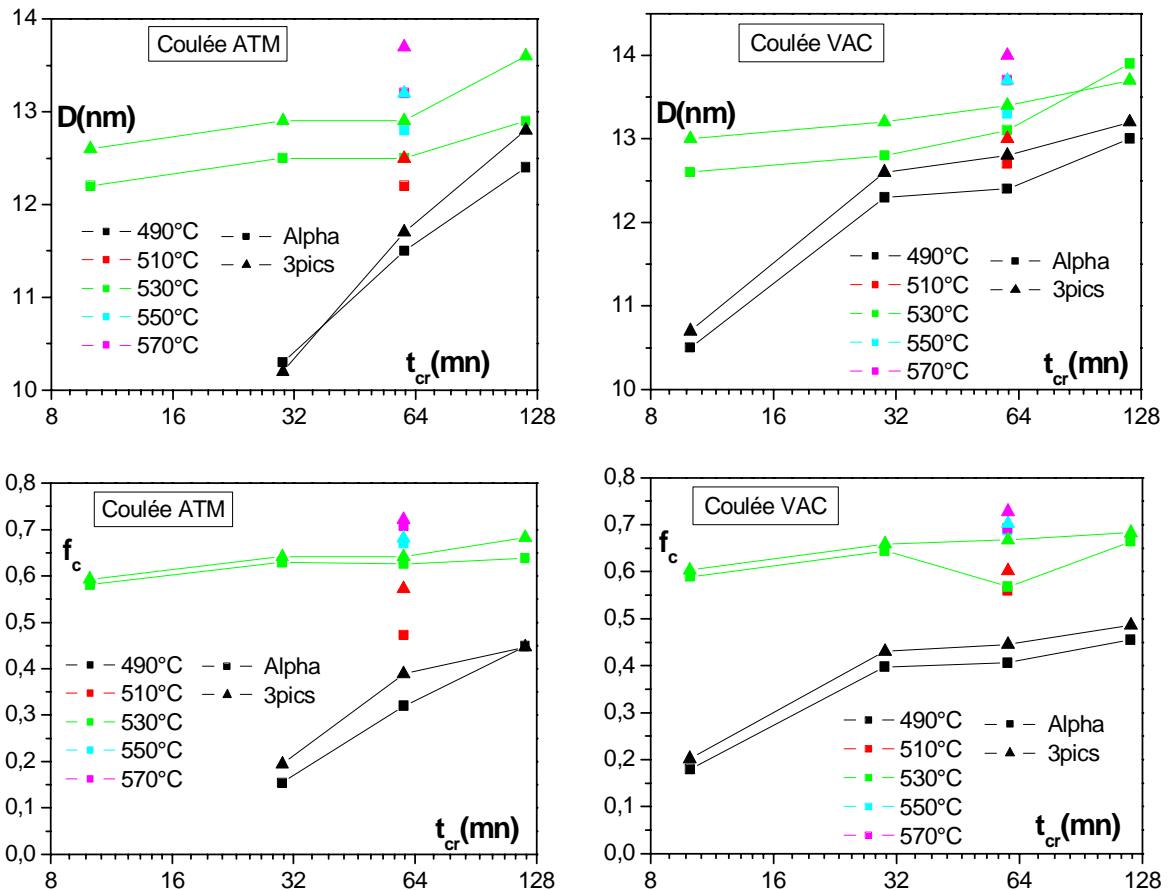 Coulée ATM
D(nm)
14
13
12
11
10
490°C
510°C
530°C
550°C
570°C
Alpha
3pics
t_cr(mn)
8 16 32 64 128
Coulée VAC
D(nm)
14
13
12
11
10
490°C
510°C
530°C
550°C
570°C
Alpha
3pics
t_cr(mn)
8 16 32 64 128
Coulée ATM
f_c
0,8
0,7
0,6
0,5
0,4
0,3
0,2
0,1
0,0
490°C
510°C
530°C
550°C
570°C
Alpha
3pics
t_cr(mn)
8 16 32 64 128
Coulée VAC
f_c
0,8
0,7
0,6
0,5
0,4
0,3
0,2
0,1
0,0
490°C
510°C
530°C
550°C
570°C
Alpha
3pics
t_cr(mn)
8 16 32 64 128